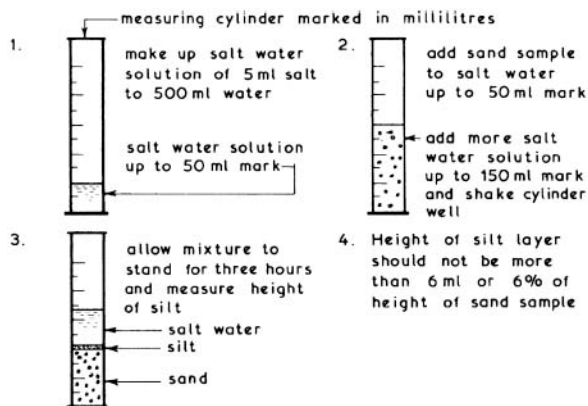 measuring cylinder marked in millilitres
1.
make up salt water
solution of 5ml salt
to 500ml water
salt water solution
up to 50ml mark
2.
add sand sample
to salt water
up to 50ml mark
add more salt
water solution
up to 150ml mark
and shake cylinder
well
3.
allow mixture to
stand for three hours
and measure height
of silt
salt water
silt
sand
4. Height of silt layer
should not be more
than 6ml or 6% of
height of sand sample